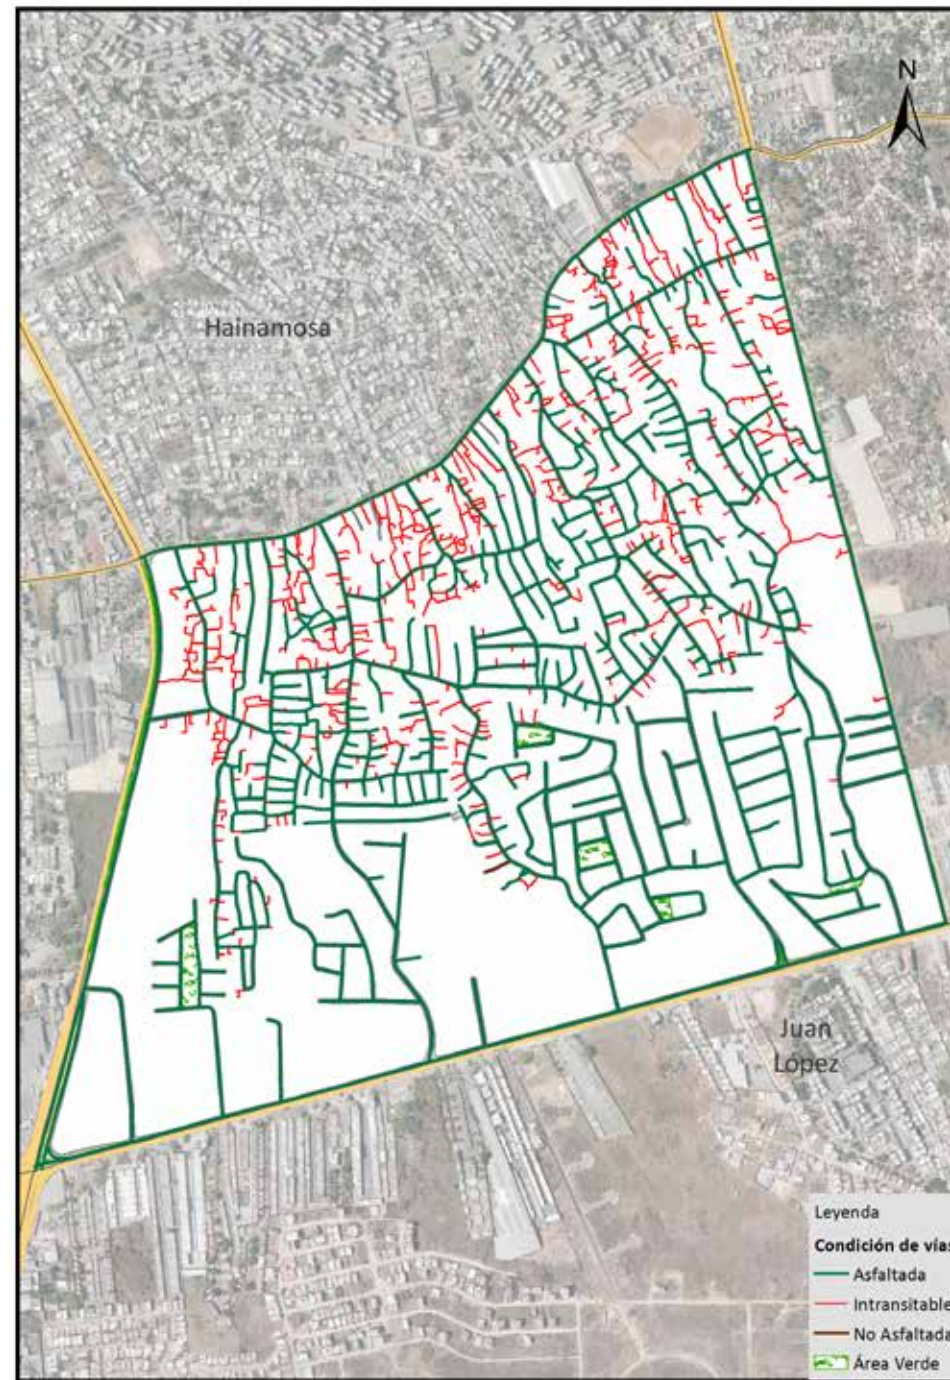 N
Hainamosa
Juan
López
Leyenda
Condición de vías
Asfaltada
Intransitable
No Asfaltada
Área Verde